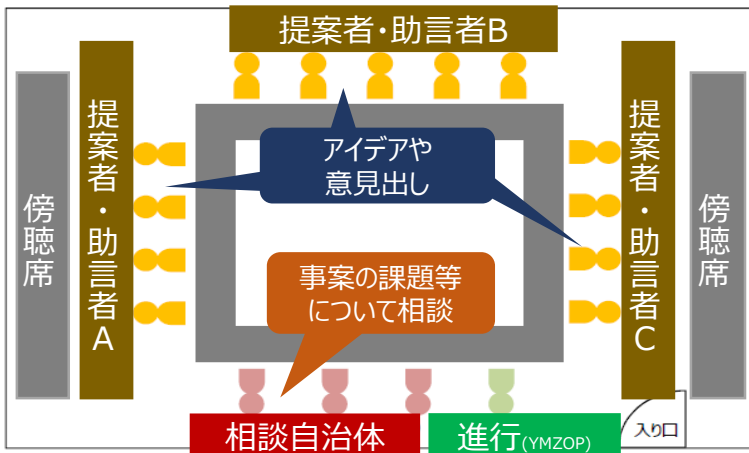 提案者・助言者B
傍聴席
提案者・助言者A
アイデアや
意見出し
提案者・助言者C
傍聴席
事案の課題等
について相談
相談自治体
進行(YMZOP)
入り口